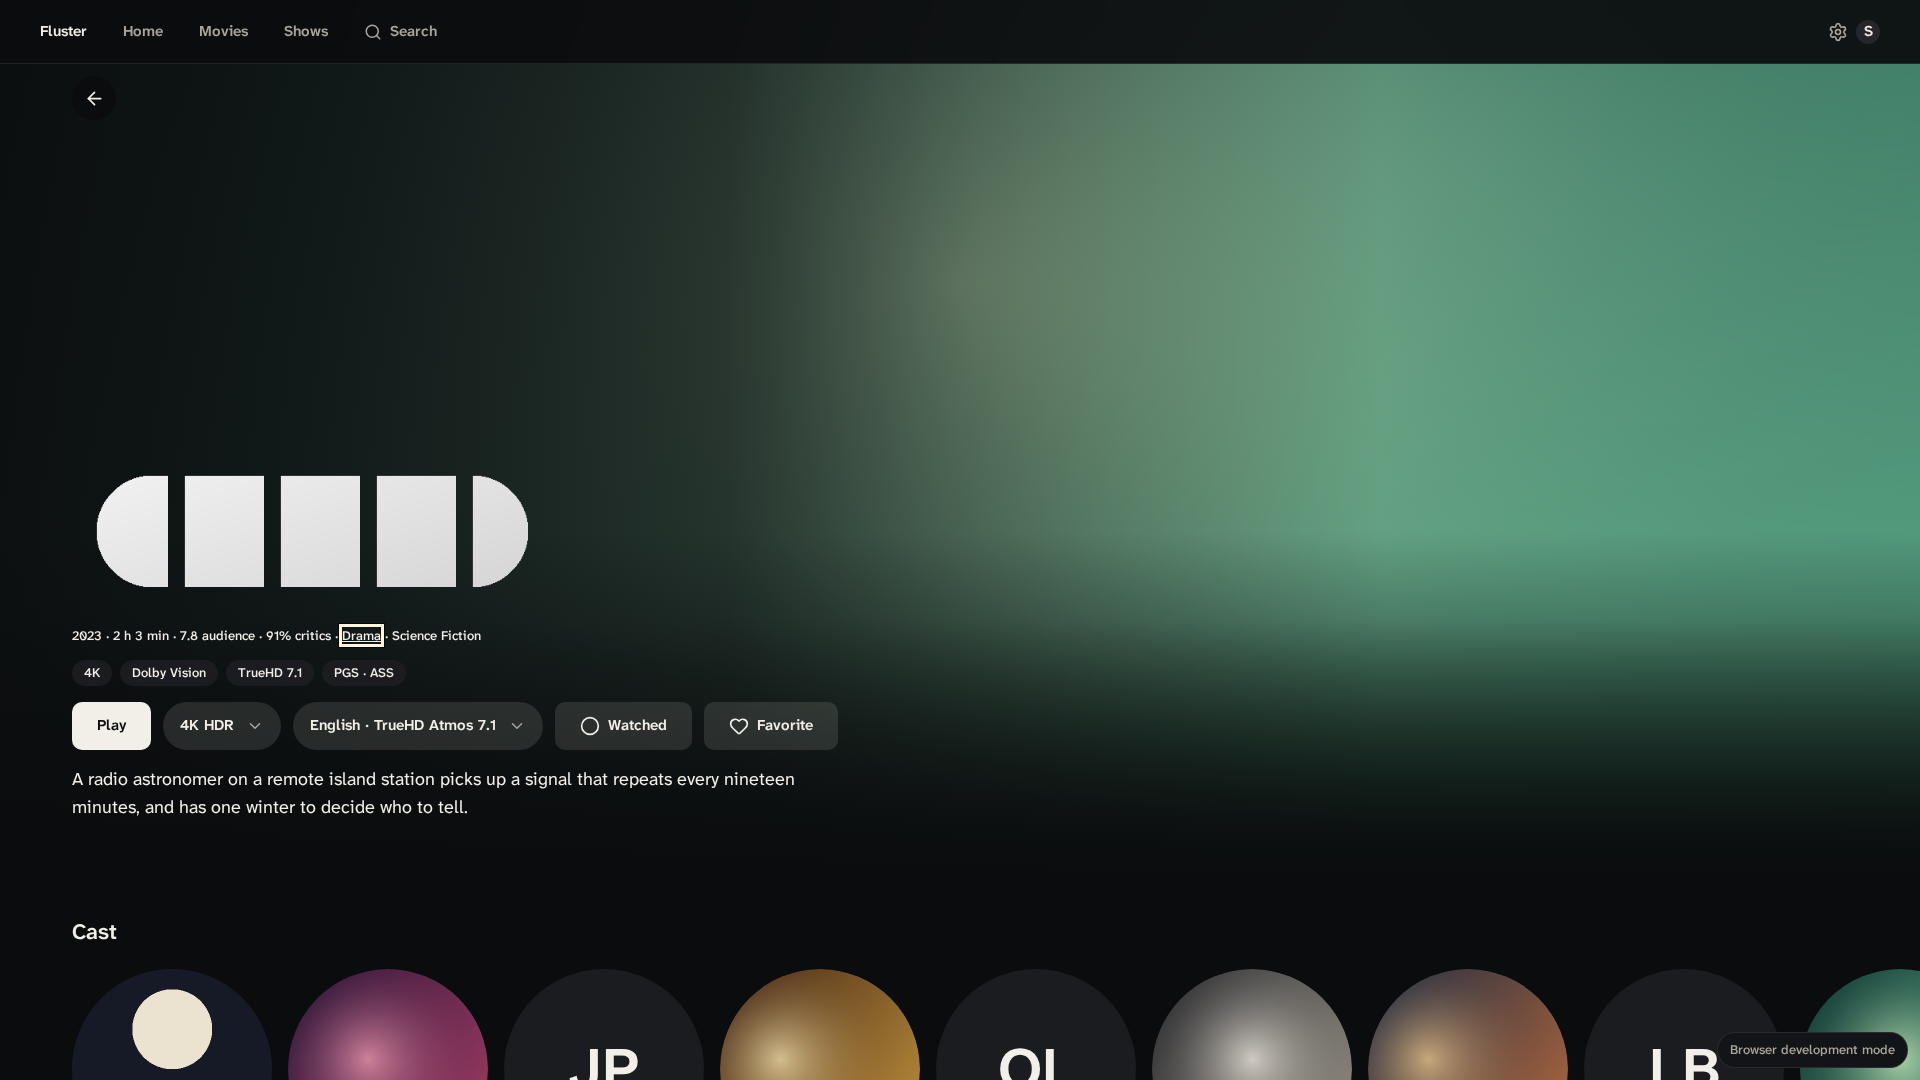 Fluster Home Movies Shows Search S
2023 · 2 h 3 min · 7.8 audience · 91% critics · Drama · Science Fiction
4K Dolby Vision TrueHD 7.1 PGS · ASS
Play 4K HDR English · TrueHD Atmos 7.1 Watched Favorite
A radio astronomer on a remote island station picks up a signal that repeats every nineteen
minutes, and has one winter to decide who to tell.
Cast
JP LB
Browser development mode